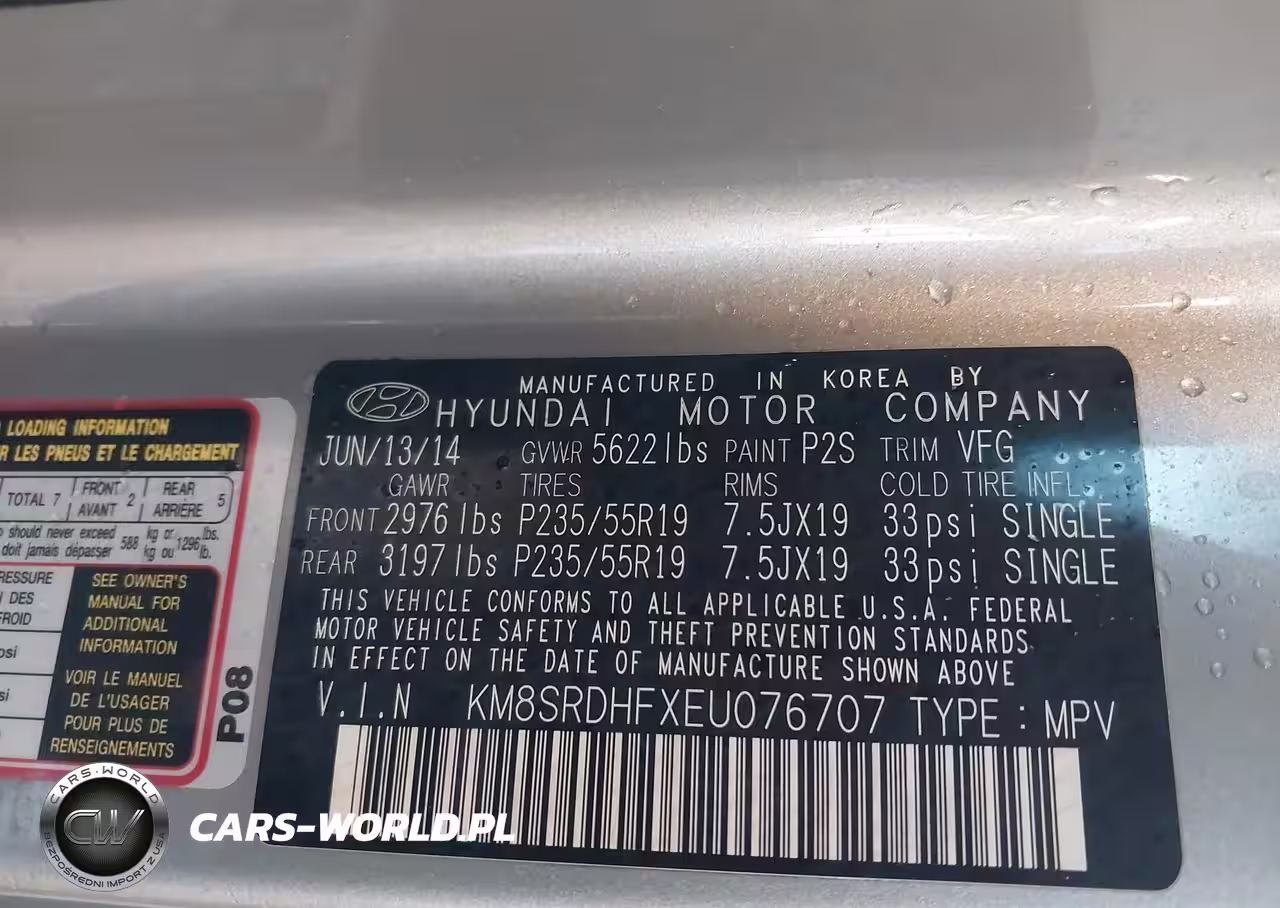 MANUFACTURED IN KOREA BY
HYUNDAI MOTOR COMPANY
JUN/13/14 GVWR 5622lbs PAINT P2S TRIM VFG
GAWR TIRES RIMS COLD TIRE INFL.
FRONT 2976lbs P235/55R19 7.5JX19 33psi SINGLE
REAR 3197lbs P235/55R19 7.5JX19 33psi SINGLE
THIS VEHICLE CONFORMS TO ALL APPLICABLE U.S.A. FEDERAL
MOTOR VEHICLE SAFETY AND THEFT PREVENTION STANDARDS
IN EFFECT ON THE DATE OF MANUFACTURE SHOWN ABOVE
V.I.N KM8SRDHFXEU076707 TYPE : MPV
LOADING INFORMATION
LES PNEUS ET LE CHARGEMENT
TOTAL 7 FRONT AVANT 2 REAR ARRIÈRE 5
should never exceed 588 kg or 1296 lbs.
doit jamais dépasser kg ou lb.
DES
SEE OWNER'S
MANUAL FOR
ADDITIONAL
INFORMATION
VOIR LE MANUEL
DE L'USAGER
POUR PLUS DE
RENSEIGNEMENTS
P08
CARS-WORLD
CW
BEZPOŚREDNI IMPORT Z USA
CARS-WORLD.PL